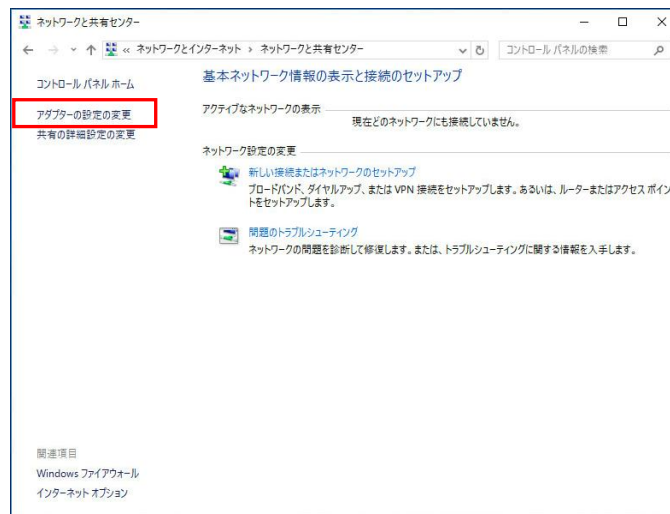 ネットワークと共有センター
« ネットワークとインターネット › ネットワークと共有センター
コントロール パネルの検索
コントロール パネル ホーム
アダプターの設定の変更
共有の詳細設定の変更
基本ネットワーク情報の表示と接続のセットアップ
アクティブなネットワークの表示
現在どのネットワークにも接続していません。
ネットワーク設定の変更
新しい接続またはネットワークのセットアップ
ブロードバンド、ダイヤルアップ、または VPN 接続をセットアップします。あるいは、ルーターまたはアクセス ポイン
トをセットアップします。
問題のトラブルシューティング
ネットワークの問題を診断して修復します。または、トラブルシューティングに関する情報を入手します。
関連項目
Windows ファイアウォール
インターネット オプション